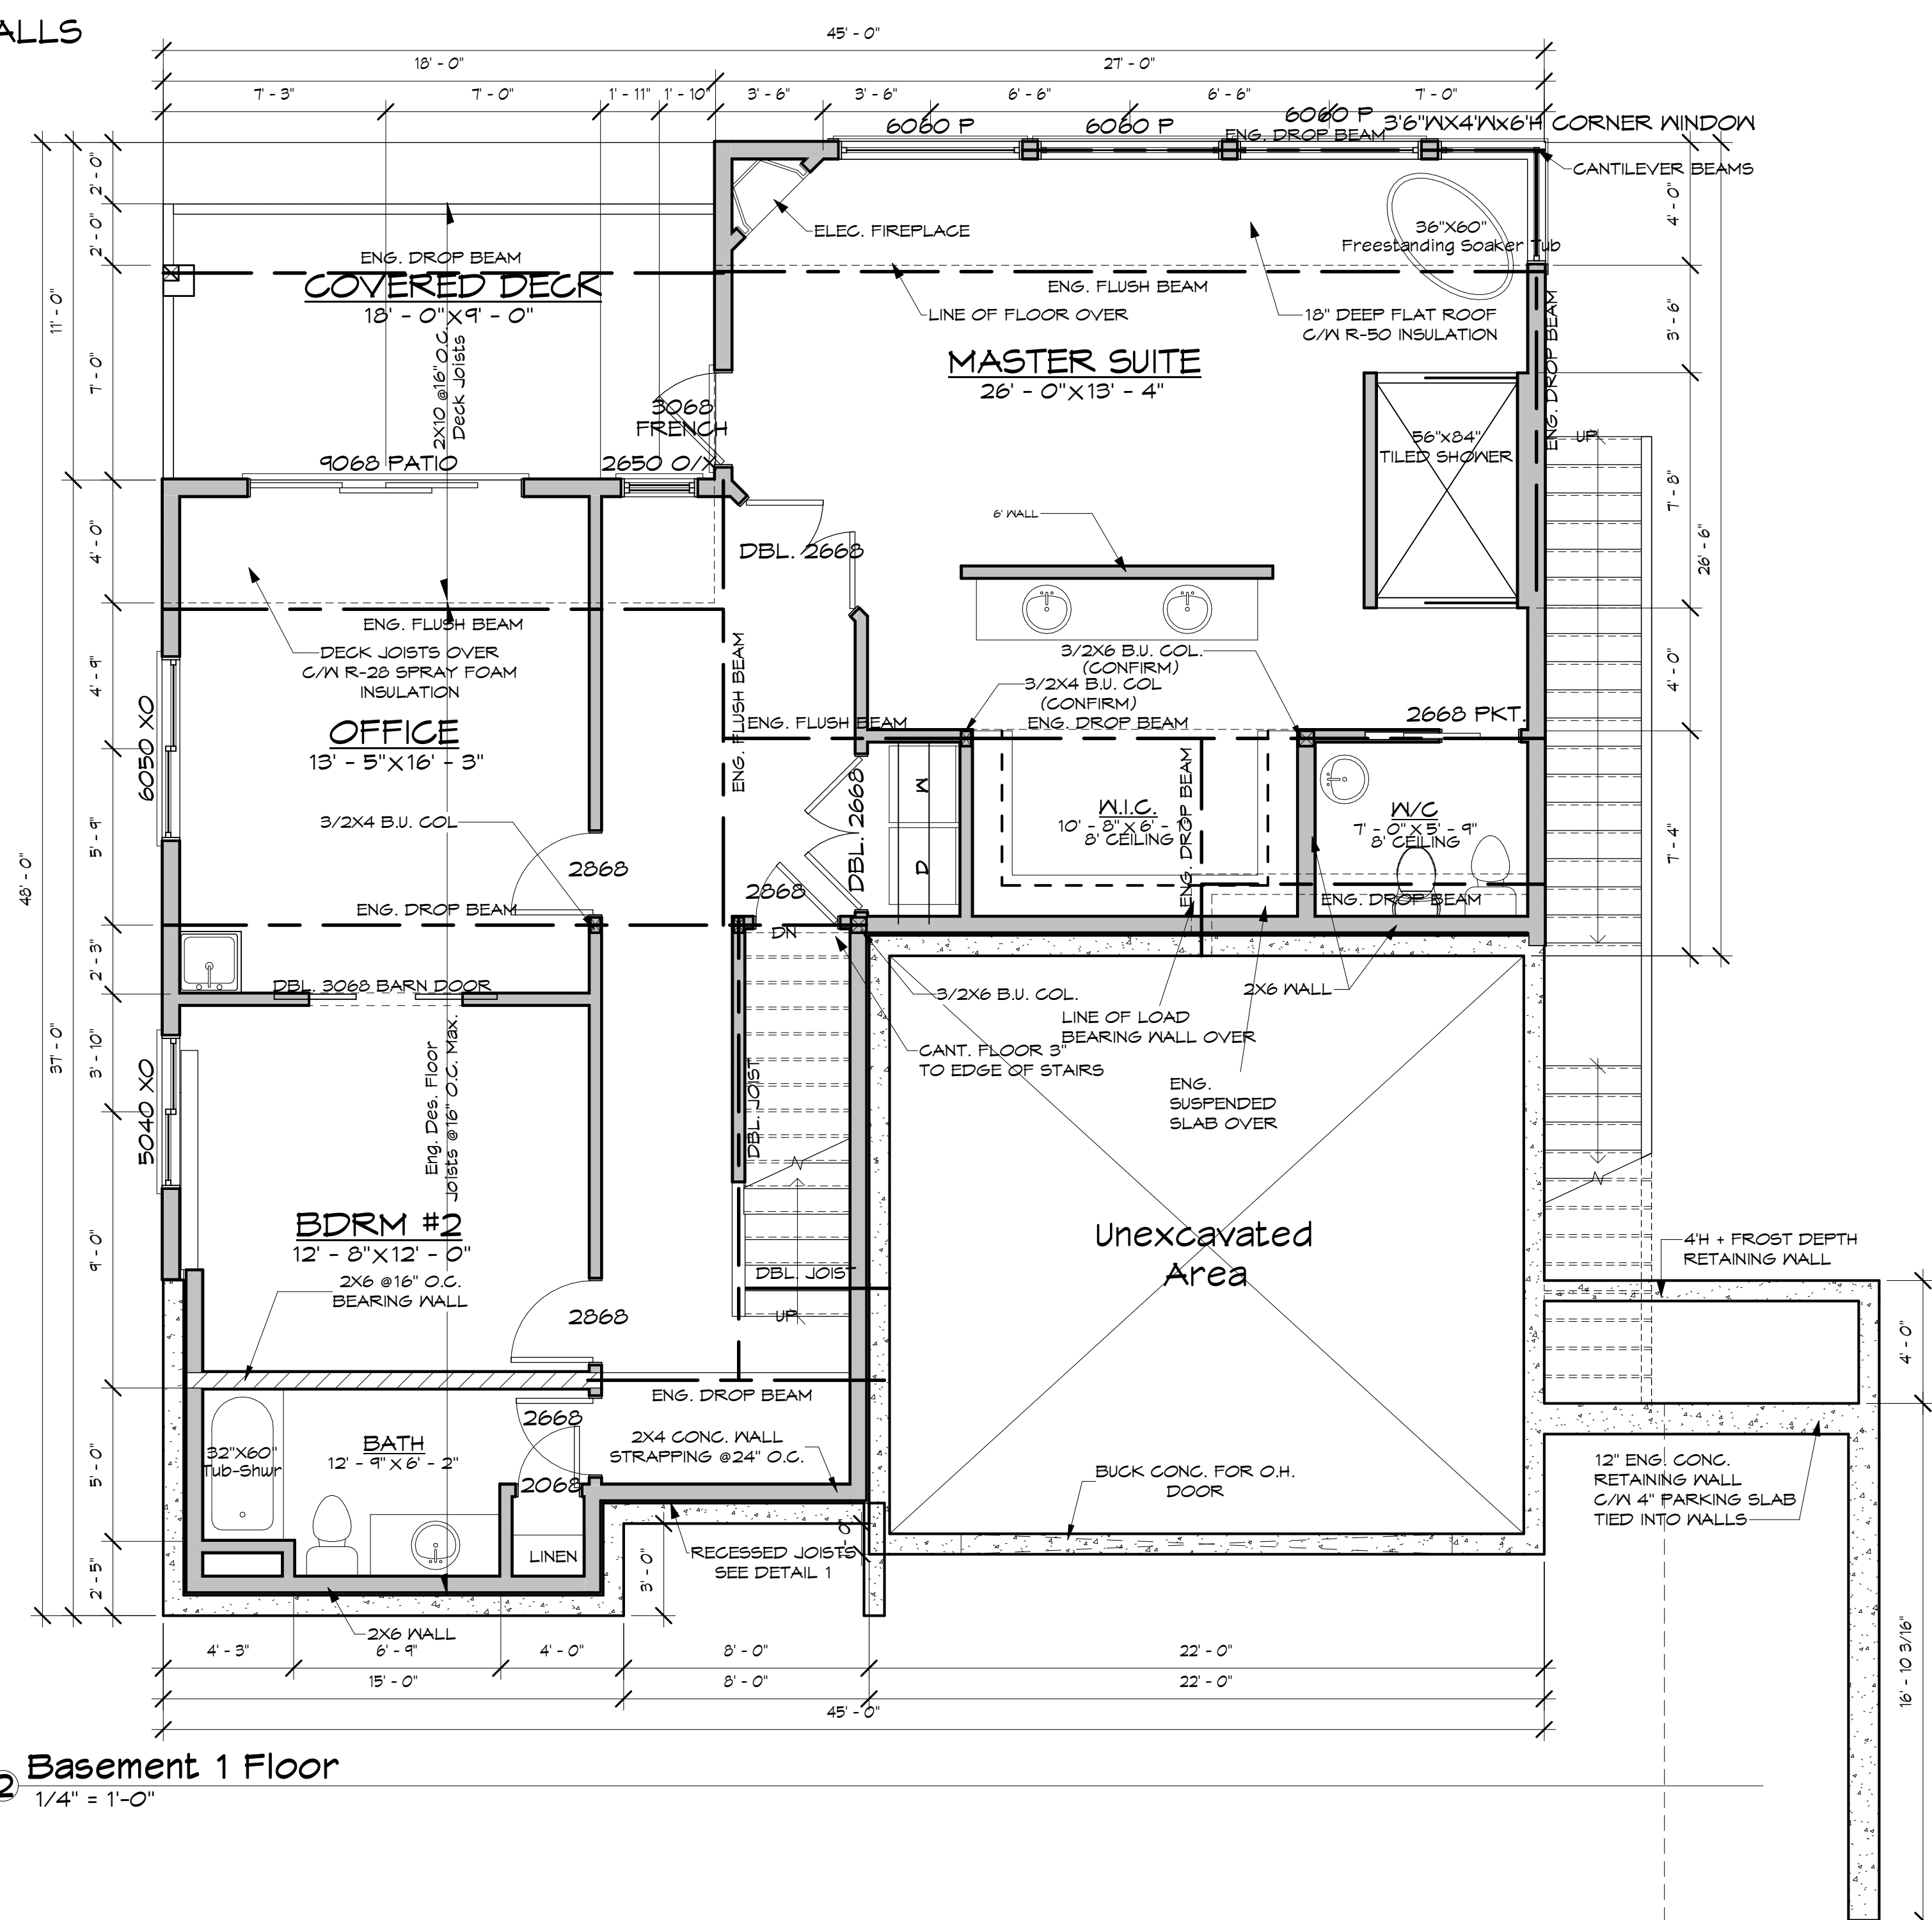 ALLS
45' - 0"
18' - 0"
27' - 0"
7' - 3"
7' - 0"
1' - 11"
1' - 10"
3' - 6"
3' - 6"
6' - 6"
6' - 6"
7' - 0"
6060 P
6060 P
6060 P
ENG. DROP BEAM
3'6"WX4'Wx6'H CORNER WINDOW
CANTILEVER BEAMS
2' - 0"
2' - 0"
7' - 0"
11' - 0"
4' - 0"
4' - 9"
5' - 9"
2' - 3"
3' - 10"
9' - 0"
5' - 0"
2' - 5"
37' - 0"
48' - 0"
ELEC. FIREPLACE
36"X60"
Freestanding Soaker Tub
ENG. DROP BEAM
COVERED DECK
18' - 0"X9' - 0"
2X10 @16" O.C.
Deck Joists
ENG. FLUSH BEAM
LINE OF FLOOR OVER
18" DEEP FLAT ROOF
C/W R-50 INSULATION
MASTER SUITE
26' - 0"X13' - 4"
ENG. DROP BEAM
4' - 0"
3' - 6"
7' - 8"
4' - 0"
7' - 4"
26' - 6"
3068
FRENCH
9068 PATIO
2650 O/X
56"x84"
TILED SHOWER
UP
6' WALL
DBL. 2668
ENG. FLUSH BEAM
DECK JOISTS OVER
C/W R-28 SPRAY FOAM
INSULATION
ENG. FLUSH BEAM
OFFICE
13' - 5"X16' - 3"
6050 XO
3/2X6 B.U. COL.
(CONFIRM)
3/2X4 B.U. COL
(CONFIRM)
ENG. FLUSH BEAM
ENG. DROP BEAM
2668 PKT.
3/2X4 B.U. COL
2868
DBL. 2668
W
D
W.I.C.
10' - 8"X6' -
8' CEILING
ENG. DROP BEAM
W/C
7' - 0"X5' - 9"
8' CEILING
ENG. DROP BEAM
ENG. DROP BEAM
2868
DN
DBL. 3068 BARN DOOR
3/2X6 B.U. COL.
LINE OF LOAD
BEARING WALL OVER
2X6 WALL
CANT. FLOOR 3"
TO EDGE OF STAIRS
ENG.
SUSPENDED
SLAB OVER
5040 XO
Eng. Des. Floor
Joists @16" O.C. Max.
DBL. JOIST
BDRM #2
12' - 8"X12' - 0"
2X6 @16" O.C.
BEARING WALL
DBL. JOIST
UP
2868
Unexcavated
Area
4'H + FROST DEPTH
RETAINING WALL
4' - 0"
ENG. DROP BEAM
2668
2X4 CONC. WALL
STRAPPING @24" O.C.
BATH
12' - 9"X6' - 2"
32"X60"
Tub-Shwr
2068
LINEN
BUCK CONC. FOR O.H.
DOOR
12" ENG. CONC.
RETAINING WALL
C/W 4" PARKING SLAB
TIED INTO WALLS
RECESSED JOISTS
SEE DETAIL 1
3' - 0"
2X6 WALL
16' - 10 3/16"
4' - 3"
6' - 9"
4' - 0"
8' - 0"
22' - 0"
15' - 0"
8' - 0"
22' - 0"
45' - 0"
2
Basement 1 Floor
1/4" = 1'-0"